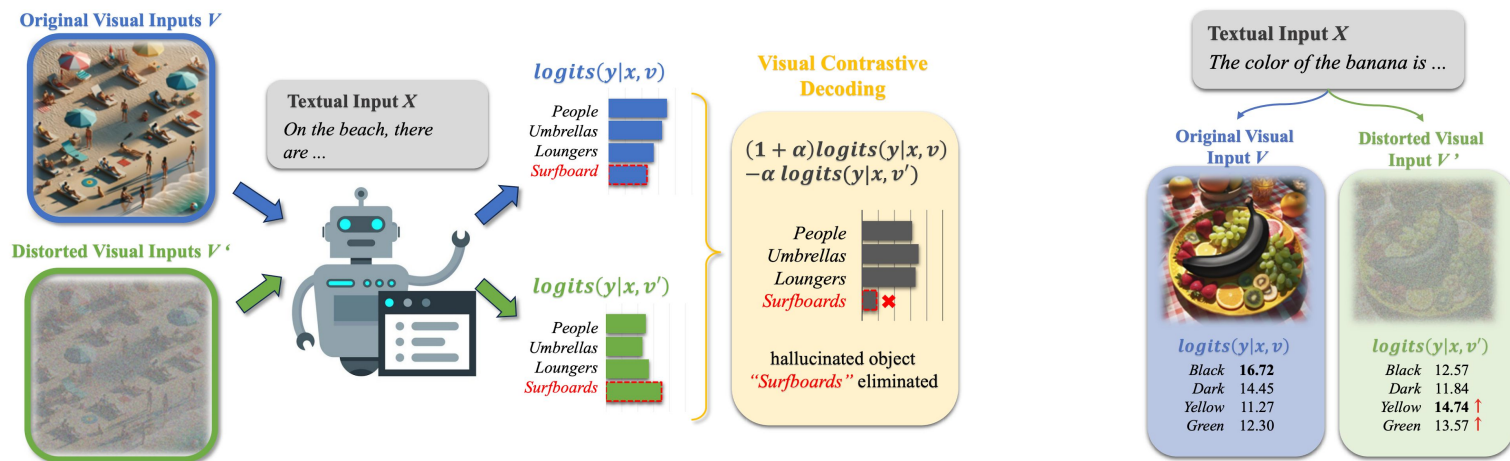 Original Visual Inputs V
Textual Input X
On the beach, there
are ...
Distorted Visual Inputs V‘
logits(y|x, v)
People
Umbrellas
Loungers
Surfboard
logits(y|x, v′)
People
Umbrellas
Loungers
Surfboards
Visual Contrastive
Decoding
(1 + α)logits(y|x, v)
−α logits(y|x, v′)
People
Umbrellas
Loungers
Surfboards
hallucinated object
“Surfboards” eliminated
Textual Input X
The color of the banana is ...
Original Visual
Input V
logits(y|x, v)
Black 16.72
Dark 14.45
Yellow 11.27
Green 12.30
Distorted Visual
Input V’
logits(y|x, v′)
Black 12.57
Dark 11.84
Yellow 14.74 ↑
Green 13.57 ↑